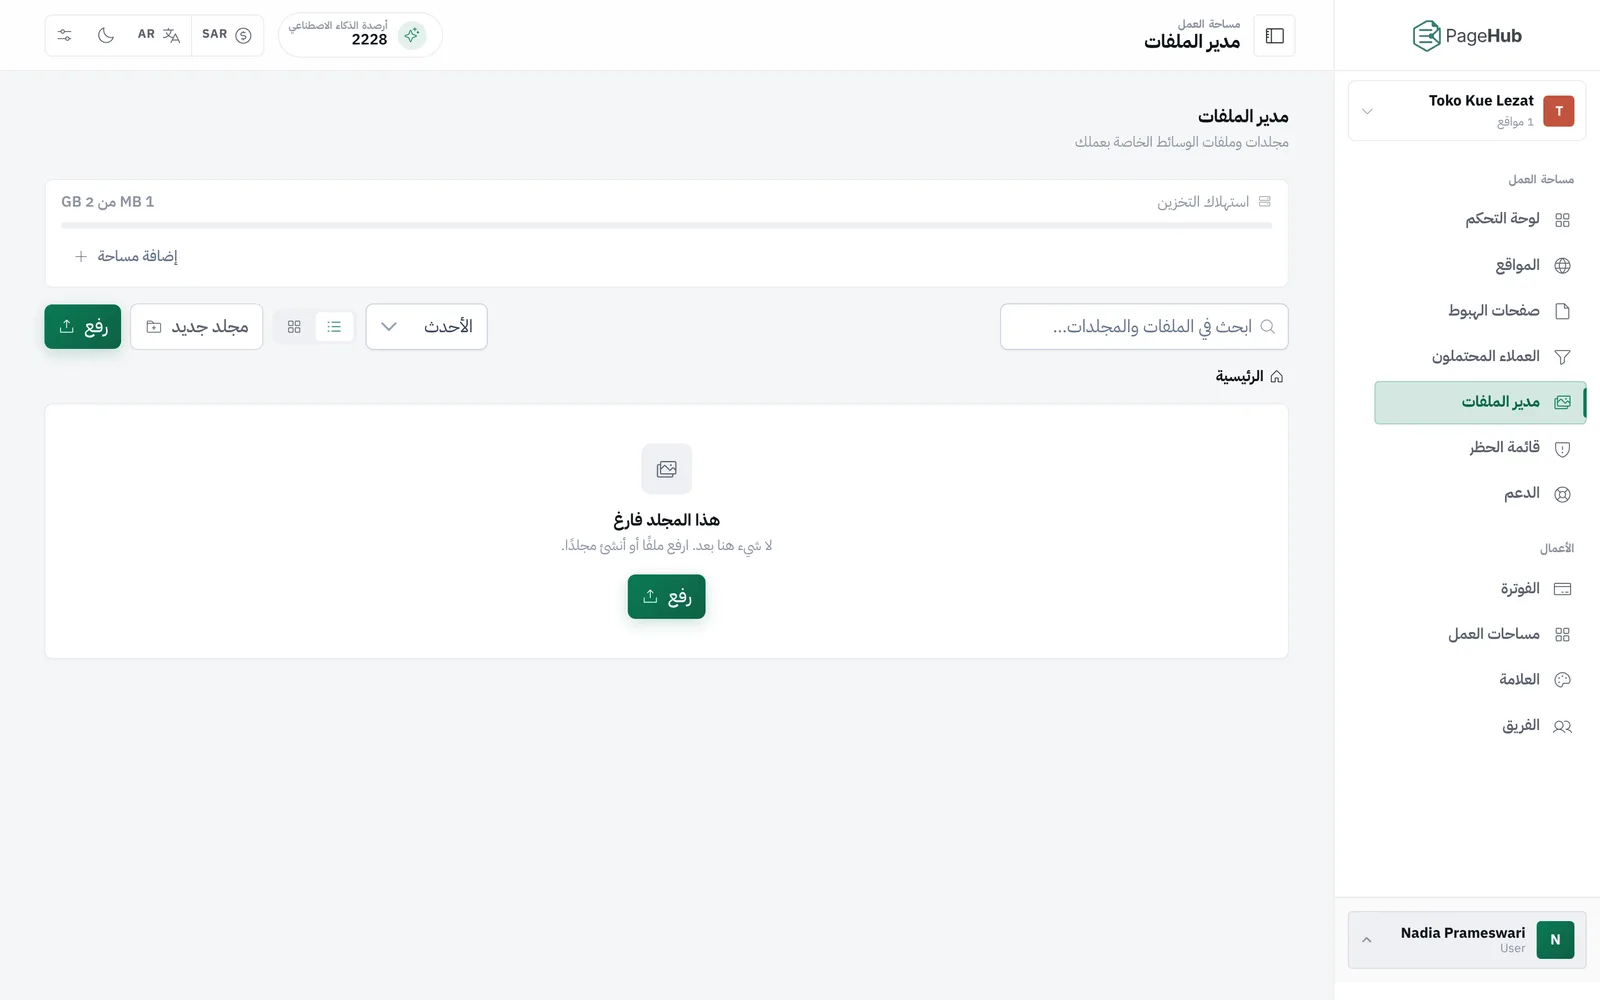 PageHub
Toko Kue Lezat
1 مواقع
مساحة العمل
لوحة التحكم
المواقع
صفحات الهبوط
العملاء المحتملون
مدير الملفات
قائمة الحظر
الدعم
الأعمال
الفوترة
مساحات العمل
العلامة
الفريق
Nadia Prameswari
User
مساحة العمل
مدير الملفات
أرصدة الذكاء الاصطناعي
2228
SAR
AR
مدير الملفات
مجلدات وملفات الوسائط الخاصة بعملك
استهلاك التخزين
1 MB من 2 GB
إضافة مساحة
ابحث في الملفات والمجلدات...
الأحدث
مجلد جديد
رفع
الرئيسية
هذا المجلد فارغ
لا شيء هنا بعد. ارفع ملفًا أو أنشئ مجلدًا.
رفع
T
N